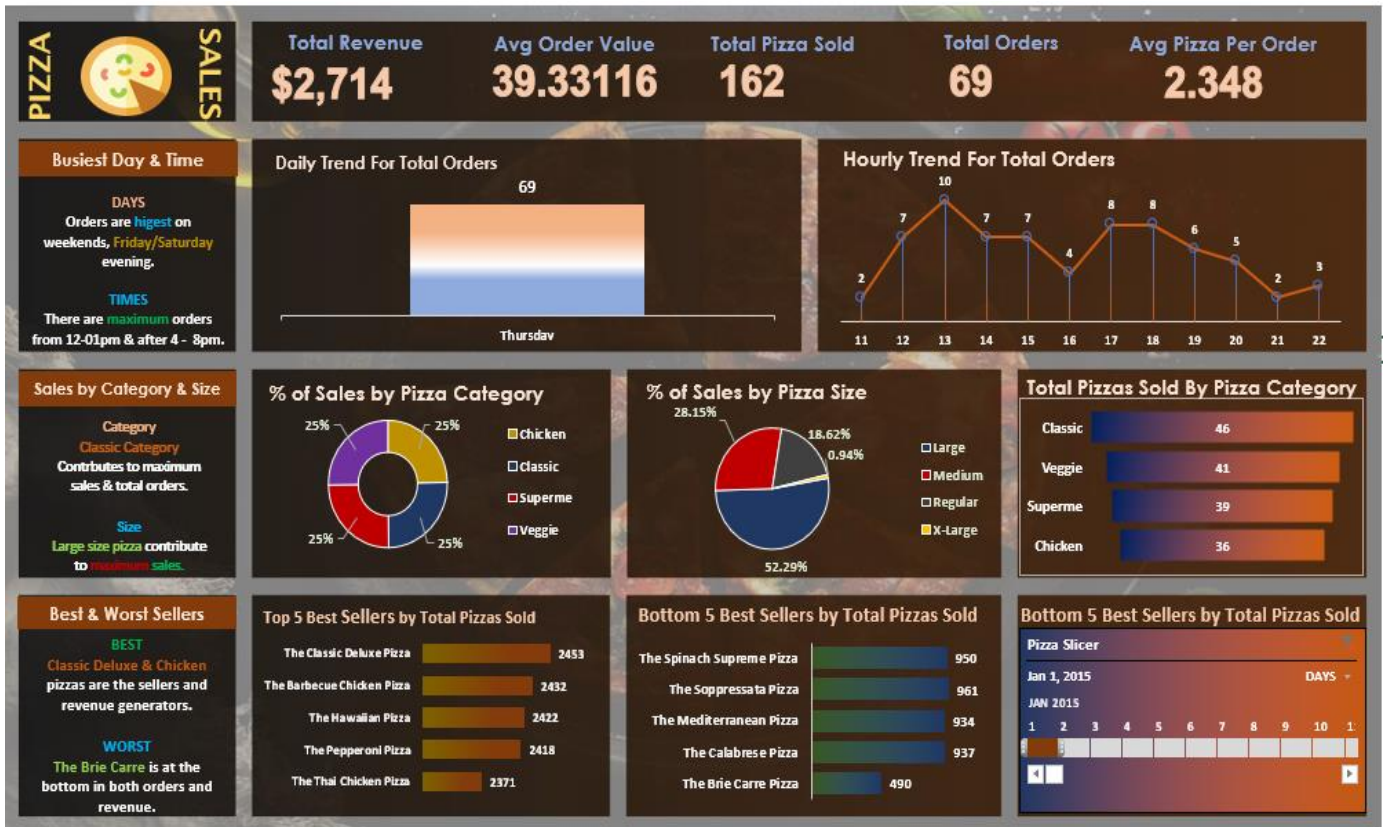 PIZZA
SALES
Total Revenue
$2,714
Avg Order Value
39.33116
Total Pizza Sold
162
Total Orders
69
Avg Pizza Per Order
2.348
Busiest Day & Time
DAYS
Orders are higest on
weekends, Friday/Saturday
evening.
TIMES
There are maximum orders
from 12-01pm & after 4 - 8pm.
Daily Trend For Total Orders
69
Thursday
Hourly Trend For Total Orders
2
7
10
7
7
4
8
8
6
5
2
3
11 12 13 14 15 16 17 18 19 20 21 22
Sales by Category & Size
Category
Classic Category
Contrbutes to maximum
sales & total orders.
Size
Large size pizza contribute
to maximum sales.
% of Sales by Pizza Category
25%
25%
25%
25%
Chicken
Classic
Superme
Veggie
% of Sales by Pizza Size
28.15%
18.62%
0.94%
52.29%
Large
Medium
Regular
X-Large
Total Pizzas Sold By Pizza Category
Classic 46
Veggie 41
Superme 39
Chicken 36
Best & Worst Sellers
BEST
Classic Deluxe & Chicken
pizzas are the sellers and
revenue generators.
WORST
The Brie Carre is at the
bottom in both orders and
revenue.
Top 5 Best Sellers by Total Pizzas Sold
The Classic Deluxe Pizza 2453
The Barbecue Chicken Pizza 2432
The Hawaiian Pizza 2422
The Pepperoni Pizza 2418
The Thai Chicken Pizza 2371
Bottom 5 Best Sellers by Total Pizzas Sold
The Spinach Supreme Pizza 950
The Soppressata Pizza 961
The Mediterranean Pizza 934
The Calabrese Pizza 937
The Brie Carre Pizza 490
Bottom 5 Best Sellers by Total Pizzas Sold
Pizza Slicer
Jan 1, 2015 DAYS
JAN 2015
1 2 3 4 5 6 7 8 9 10